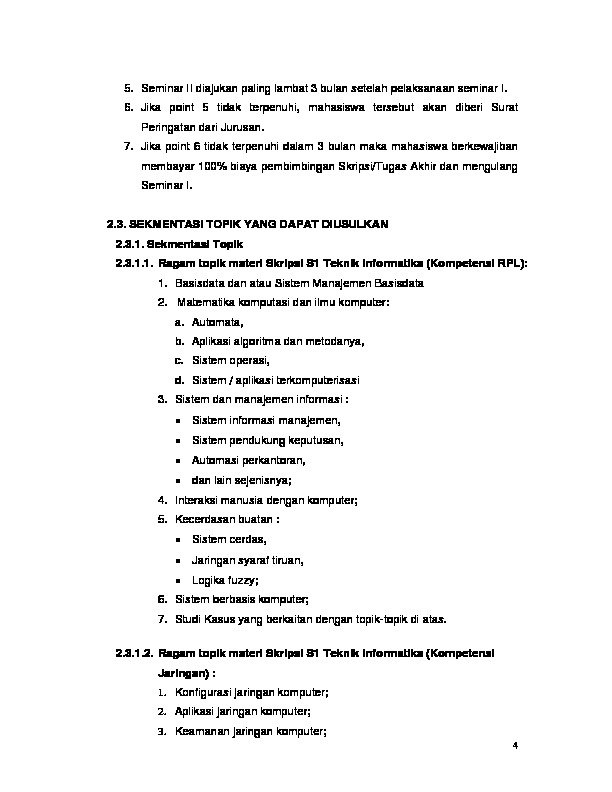 5. Seminar II diajukan paling lambat 3 bulan setelah pelaksanaan seminar I.
6. Jika point 5 tidak terpenuhi, mahasiswa tersebut akan diberi Surat
Peringatan dari Jurusan.
7. Jika point 6 tidak terpenuhi dalam 3 bulan maka mahasiswa berkewajiban
membayar 100% biaya pembimbingan Skripsi/Tugas Akhir dan mengulang
Seminar I.
2.3. SEKMENTASI TOPIK YANG DAPAT DIUSULKAN
2.3.1. Sekmentasi Topik
2.3.1.1. Ragam topik materi Skripsi S1 Teknik Informatika (Kompetensi RPL):
1. Basisdata dan atau Sistem Manajemen Basisdata
2. Matematika komputasi dan ilmu komputer:
a. Automata,
b. Aplikasi algoritma dan metodanya,
c. Sistem operasi,
d. Sistem / aplikasi terkomputerisasi
3. Sistem dan manajemen informasi :
• Sistem informasi manajemen,
• Sistem pendukung keputusan,
• Automasi perkantoran,
• dan lain sejenisnya;
4. Interaksi manusia dengan komputer;
5. Kecerdasan buatan :
• Sistem cerdas,
• Jaringan syaraf tiruan,
• Logika fuzzy;
6. Sistem berbasis komputer;
7. Studi Kasus yang berkaitan dengan topik-topik di atas.
2.3.1.2. Ragam topik materi Skripsi S1 Teknik Informatika (Kompetensi
Jaringan) :
1. Konfigurasi jaringan komputer;
2. Aplikasi jaringan komputer;
3. Keamanan jaringan komputer;
4